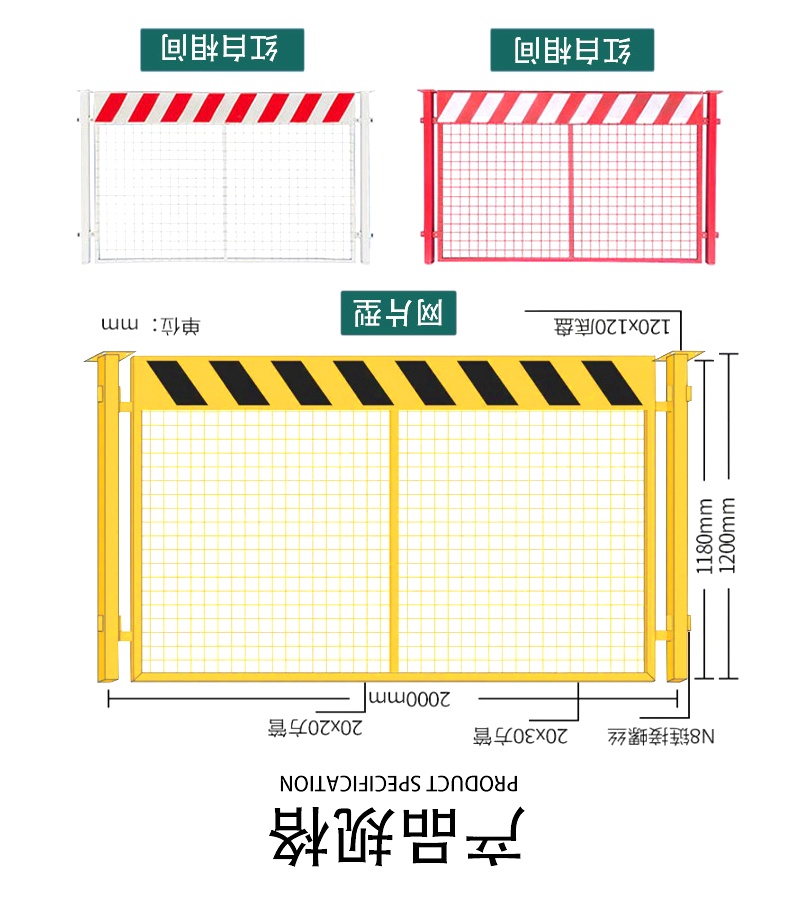 产品规格
PRODUCT SPECIFICATION
N8链接螺丝
20x30方管
20x20方管
2000mm
1200mm
1180mm
120x120底盘
网片型
单位：mm
红白相间
红白相间